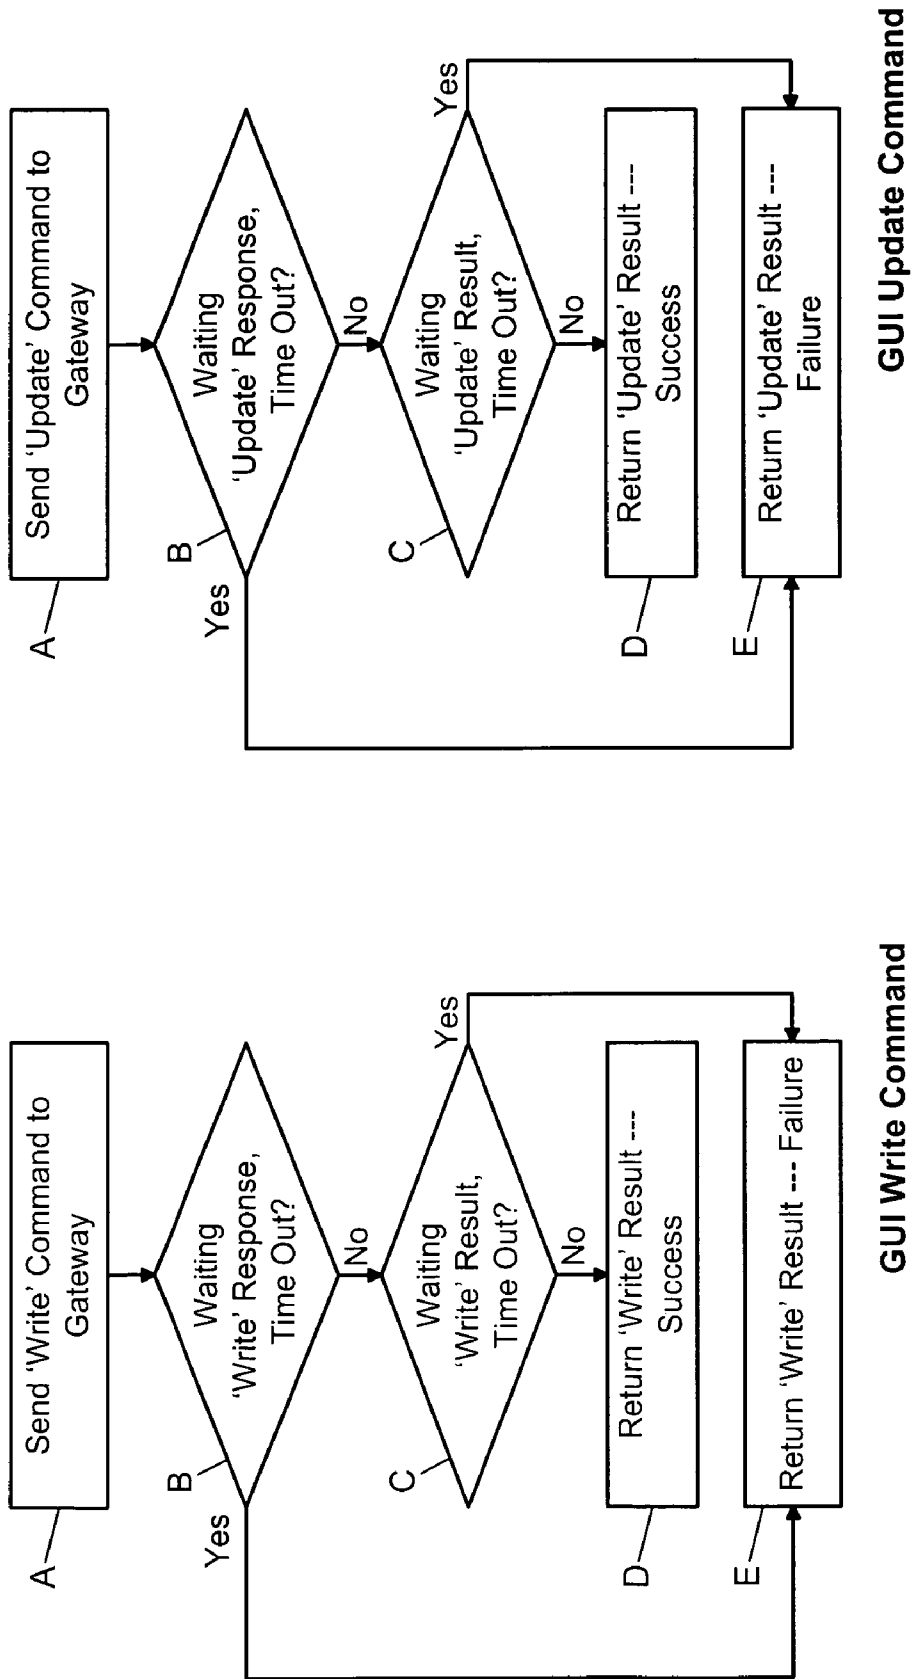 A
Send ‘Write’ Command to
Gateway
B
Waiting
‘Write’ Response,
Time Out?
Yes
No
C
Waiting
‘Write’ Result,
Time Out?
Yes
No
D
Return ‘Write’ Result ---
Success
E
Return ‘Write’ Result --- Failure
GUI Write Command
A
Send ‘Update’ Command to
Gateway
B
Waiting
‘Update’ Response,
Time Out?
Yes
No
C
Waiting
‘Update’ Result,
Time Out?
Yes
No
D
Return ‘Update’ Result ---
Success
E
Return ‘Update’ Result ---
Failure
GUI Update Command